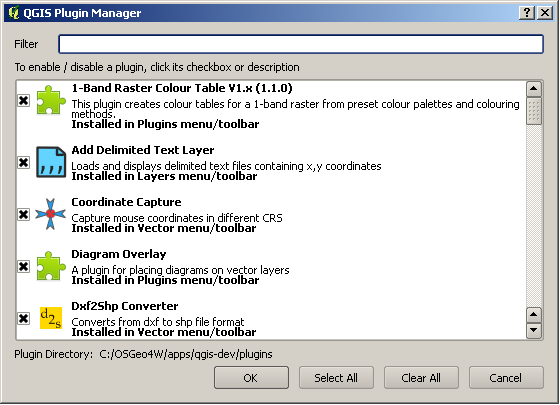 QGIS Plugin Manager
Filter
To enable / disable a plugin, click its checkbox or description
1-Band Raster Colour Table V1.x (1.1.0)
This plugin creates colour tables for a 1-band raster from preset colour palettes and colouring
methods.
Installed in Plugins menu/toolbar
Add Delimited Text Layer
Loads and displays delimited text files containing x,y coordinates
Installed in Layers menu/toolbar
Coordinate Capture
Capture mouse coordinates in different CRS
Installed in Vector menu/toolbar
Diagram Overlay
A plugin for placing diagrams on vector layers
Installed in Plugins menu/toolbar
d2s
Dxf2Shp Converter
Converts from dxf to shp file format
Installed in Vector menu/toolbar
Plugin Directory: C:/OSGeo4W/apps/qgis-dev/plugins
OK Select All Clear All Cancel